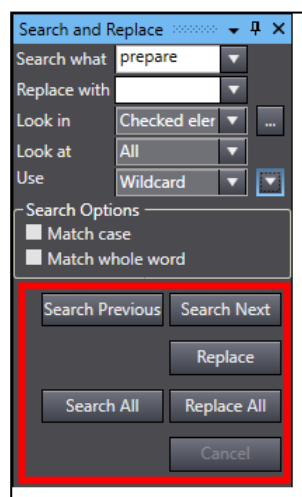 Search and Replace
Search what prepare
Replace with
Look in Checked eler ...
Look at All
Use Wildcard
Search Options
Match case
Match whole word
Search Previous Search Next
Replace
Search All Replace All
Cancel